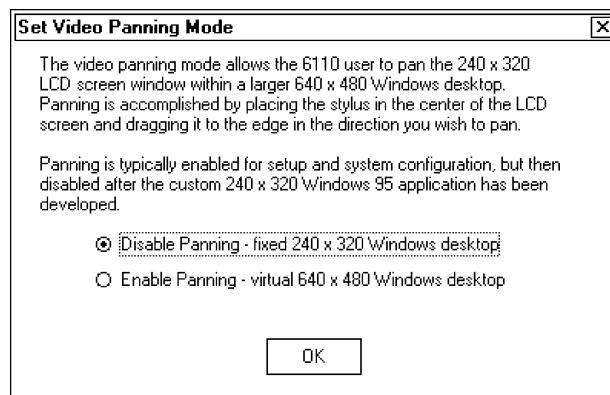 Set Video Panning Mode
The video panning mode allows the 6110 user to pan the 240 x 320
LCD screen window within a larger 640 x 480 Windows desktop.
Panning is accomplished by placing the stylus in the center of the LCD
screen and dragging it to the edge in the direction you wish to pan.
Panning is typically enabled for setup and system configuration, but then
disabled after the custom 240 x 320 Windows 95 application has been
developed.
Disable Panning - fixed 240 x 320 Windows desktop
Enable Panning - virtual 640 x 480 Windows desktop
OK